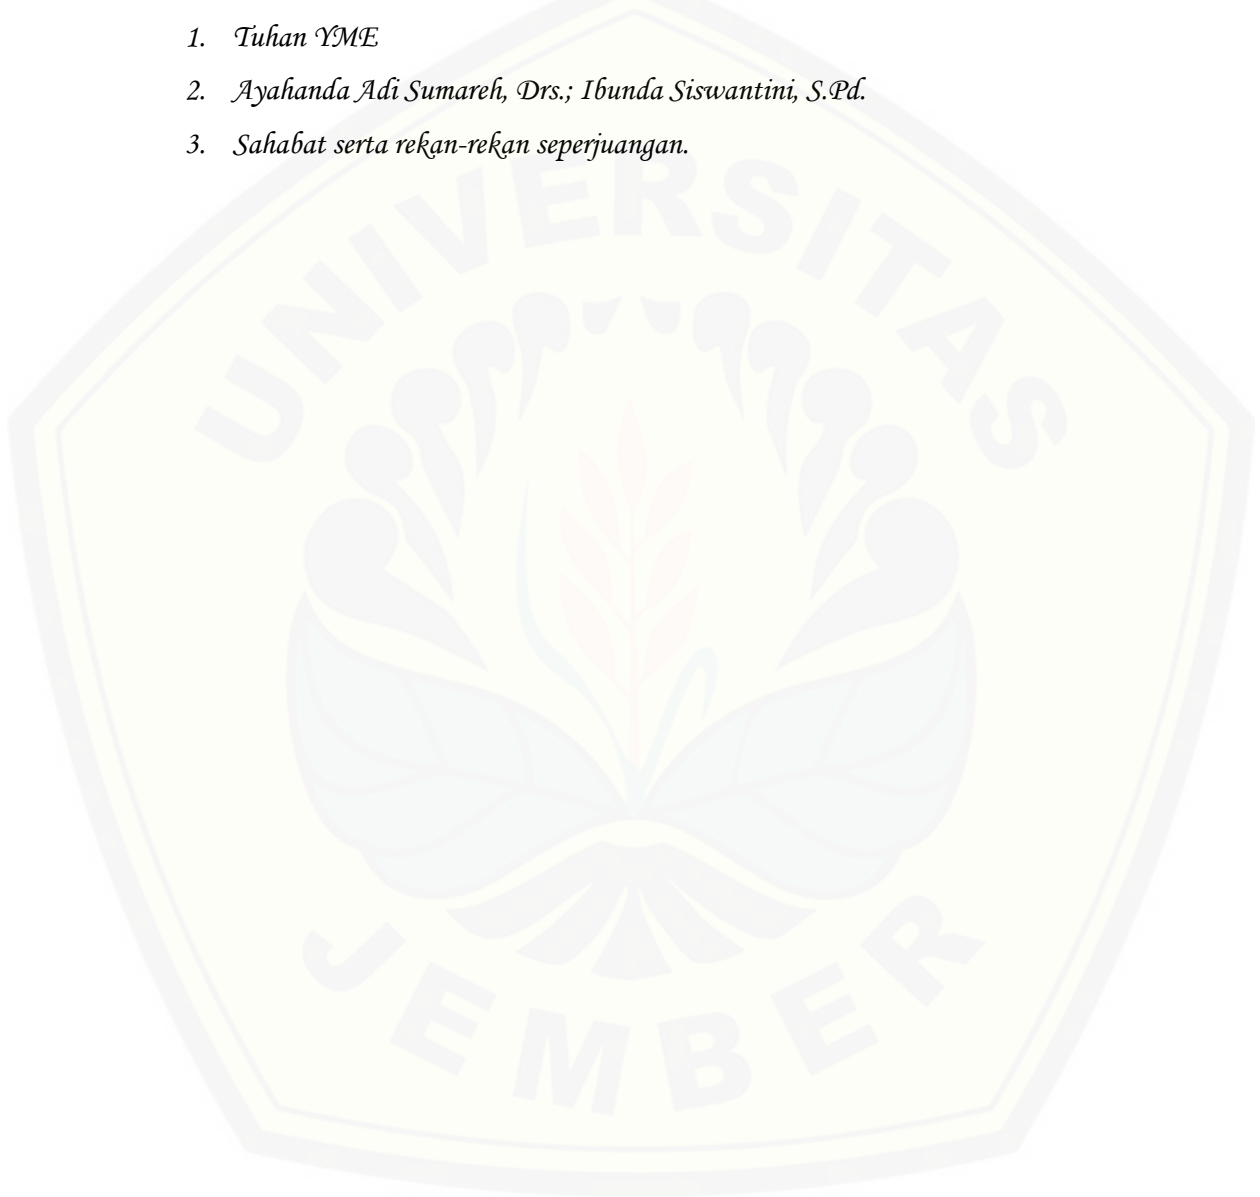 1. Tuhan YME
2. Ayahanda Adi Sumareh, Drs.; Ibunda Siswantini, S.Pd.
3. Sahabat serta rekan-rekan seperjuangan.
UNIVERSITAS
JEMBER